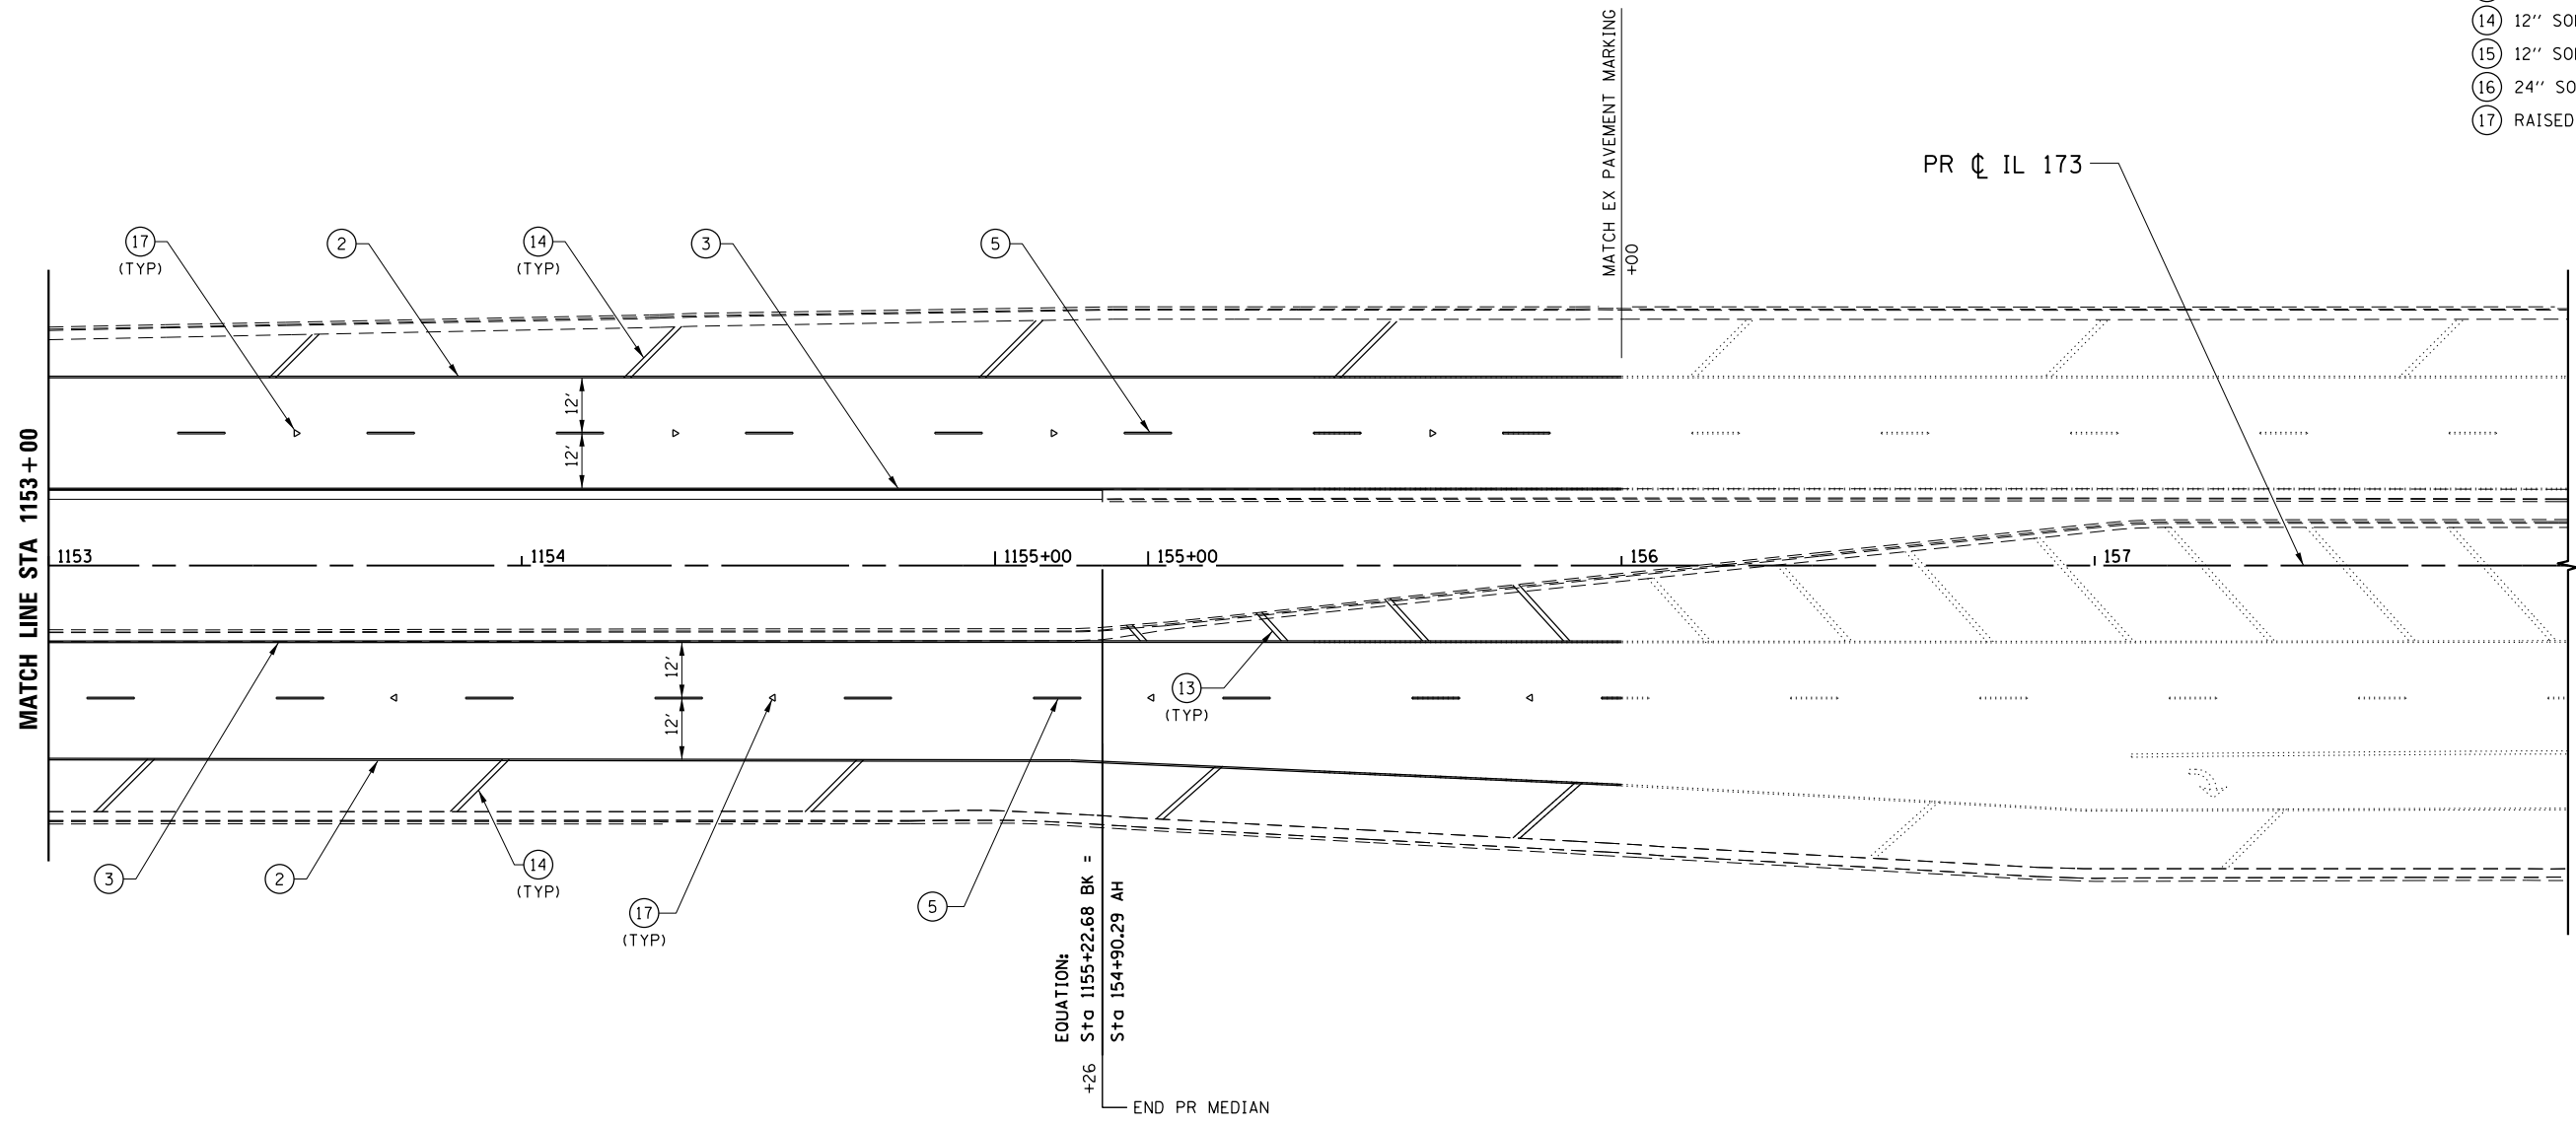 14 12'' SO
15 12'' SO
16 24'' SO
17 RAISED
MATCH EX PAVEMENT MARKING
+00
PR ℄ IL 173
17
(TYP)
2
14
(TYP)
3
5
12'
12'
MATCH LINE STA 1153+00
1153
1154
1155+00
155+00
156
157
12'
12'
13
(TYP)
3
2
14
(TYP)
17
(TYP)
5
EQUATION:
Sta 1155+22.68 BK =
Sta 154+90.29 AH
+26
END PR MEDIAN